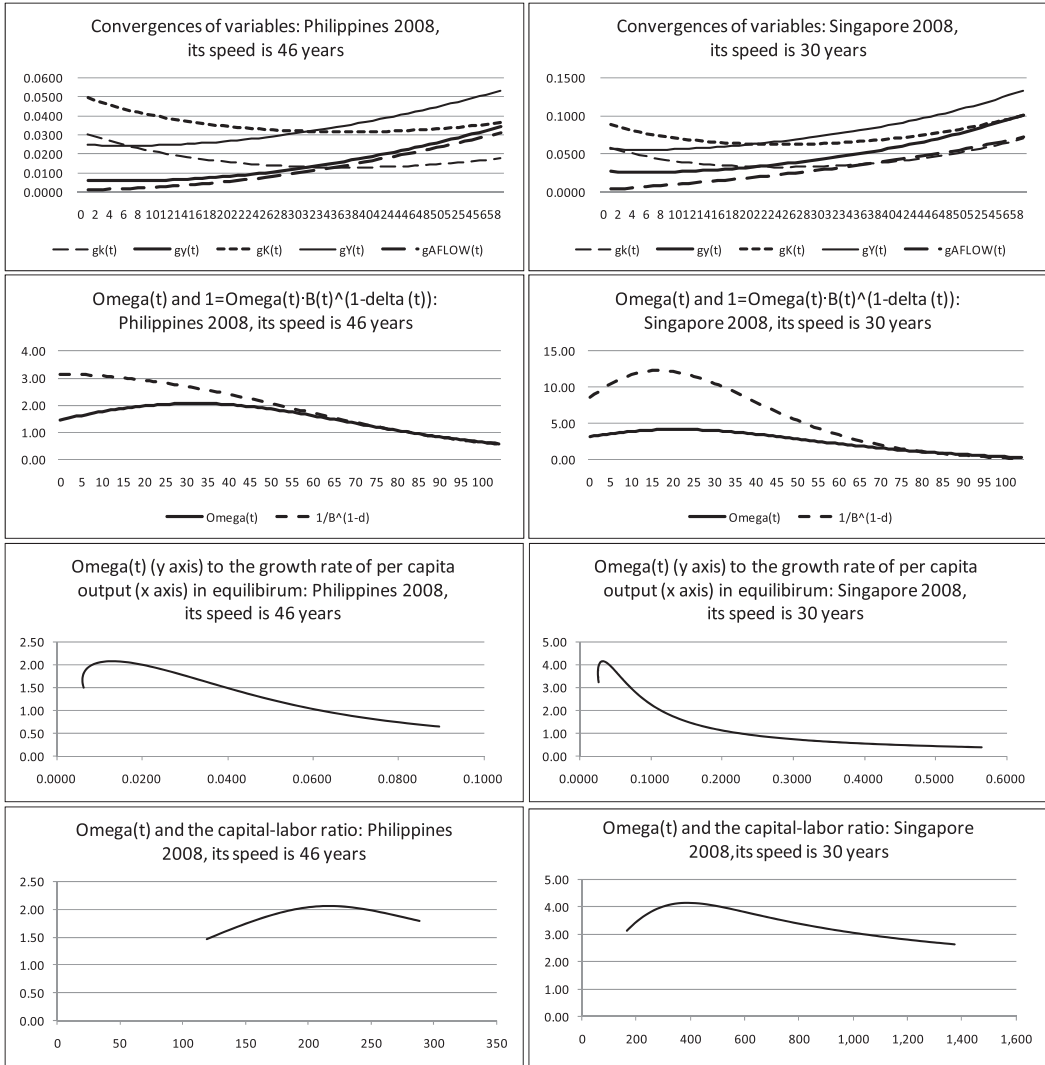 Convergences of variables: Philippines 2008,
its speed is 46 years
0.0600
0.0500
0.0400
0.0300
0.0200
0.0100
0.0000
0 2 4 6 8 1012141618202224262830323436384042444648505254565 8
gk(t) gy(t) gK(t) gY(t) gAFLOW(t)
Convergences of variables: Singapore 2008,
its speed is 30 years
0.1500
0.1000
0.0500
0.0000
0 2 4 6 8 1012141618202224262830323436384042444648505254565 8
gk(t) gy(t) gK(t) gY(t) gAFLOW(t)
Omega(t) and 1=Omega(t)·B(t)^(1-delta (t)):
Philippines 2008, its speed is 46 years
4.00
3.00
2.00
1.00
0.00
0 5 10 15 20 25 30 35 40 45 50 55 60 65 70 75 80 85 90 95 100
Omega(t) 1/B^(1-d)
Omega(t) and 1=Omega(t)·B(t)^(1-delta (t)):
Singapore 2008, its speed is 30 years
15.00
10.00
5.00
0.00
0 5 10 15 20 25 30 35 40 45 50 55 60 65 70 75 80 85 90 95 100
Omega(t) 1/B^(1-d)
Omega(t) (y axis) to the growth rate of per capita
output (x axis) in equilibirum: Philippines 2008,
its speed is 46 years
2.50
2.00
1.50
1.00
0.50
0.00
0.0000 0.0200 0.0400 0.0600 0.0800 0.1000
Omega(t) (y axis) to the growth rate of per capita
output (x axis) in equilibirum: Singapore 2008,
its speed is 30 years
5.00
4.00
3.00
2.00
1.00
0.00
0.0000 0.1000 0.2000 0.3000 0.4000 0.5000 0.6000
Omega(t) and the capital-labor ratio: Philippines
2008, its speed is 46 years
2.50
2.00
1.50
1.00
0.50
0.00
0 50 100 150 200 250 300 350
Omega(t) and the capital-labor ratio: Singapore
2008,its speed is 30 years
5.00
4.00
3.00
2.00
1.00
0.00
0 200 400 600 800 1,000 1,200 1,400 1,600